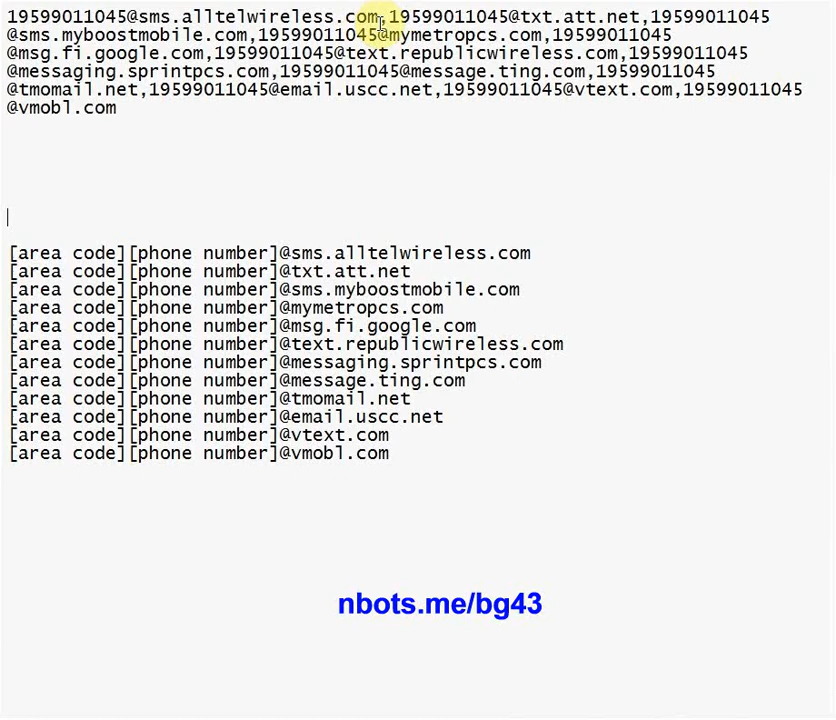 19599011045@sms.alltelwireless.com,19599011045@txt.att.net,19599011045
@sms.myboostmobile.com,19599011045@mymetropcs.com,19599011045
@msg.fi.google.com,19599011045@text.republicwireless.com,19599011045
@messaging.sprintpcs.com,19599011045@message.ting.com,19599011045
@tmomail.net,19599011045@email.uscc.net,19599011045@vtext.com,19599011045
@vmobl.com
[area code][phone number]@sms.alltelwireless.com
[area code][phone number]@txt.att.net
[area code][phone number]@sms.myboostmobile.com
[area code][phone number]@mymetropcs.com
[area code][phone number]@msg.fi.google.com
[area code][phone number]@text.republicwireless.com
[area code][phone number]@messaging.sprintpcs.com
[area code][phone number]@message.ting.com
[area code][phone number]@tmomail.net
[area code][phone number]@email.uscc.net
[area code][phone number]@vtext.com
[area code][phone number]@vmobl.com
nbots.me/bg43